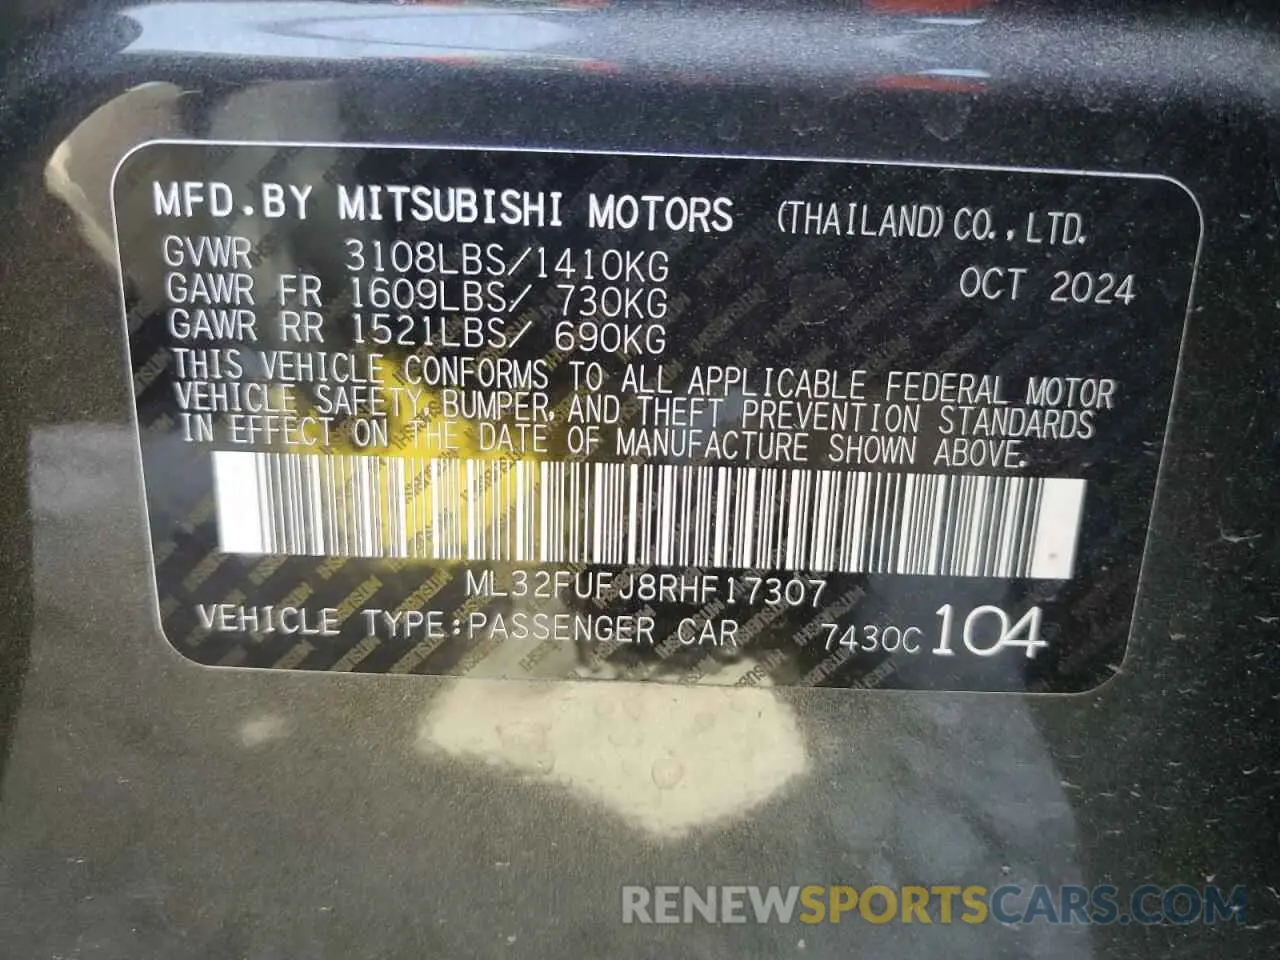 MFD.BY MITSUBISHI MOTORS (THAILAND) CO., LTD.
GVWR 3108LBS/1410KG OCT 2024
GAWR FR 1609LBS/ 730KG
GAWR RR 1521LBS/ 690KG
THIS VEHICLE CONFORMS TO ALL APPLICABLE FEDERAL MOTOR
VEHICLE SAFETY, BUMPER, AND THEFT PREVENTION STANDARDS
IN EFFECT ON THE DATE OF MANUFACTURE SHOWN ABOVE.
ML32FUFJ8RHF17307
VEHICLE TYPE:PASSENGER CAR 7430C 104
RENEWSPORTSCARS.COM